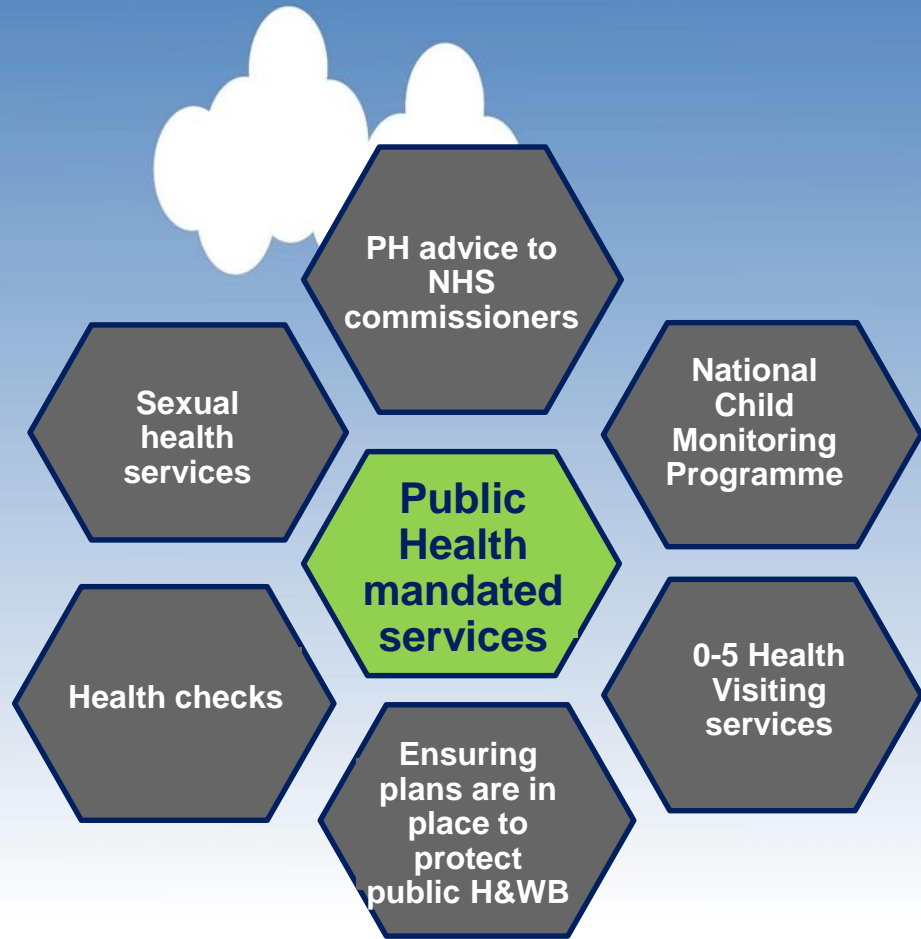 PH advice to
NHS
commissioners
Sexual
health
services
National
Child
Monitoring
Programme
Public
Health
mandated
services
Health checks
0-5 Health
Visiting
services
Ensuring
plans are in
place to
protect
public H&WB